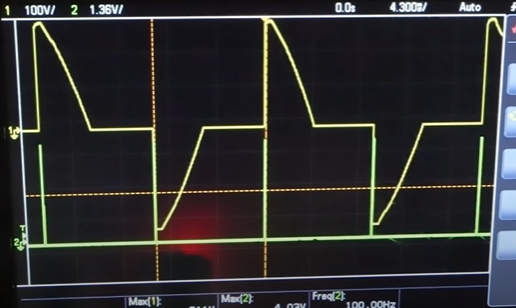 1 100V/ 2 1.36V/ 0.0s 4.300ms/ Auto
1
T
2
Max(1): Max(2): 4.03V Freq(2): 100.00Hz